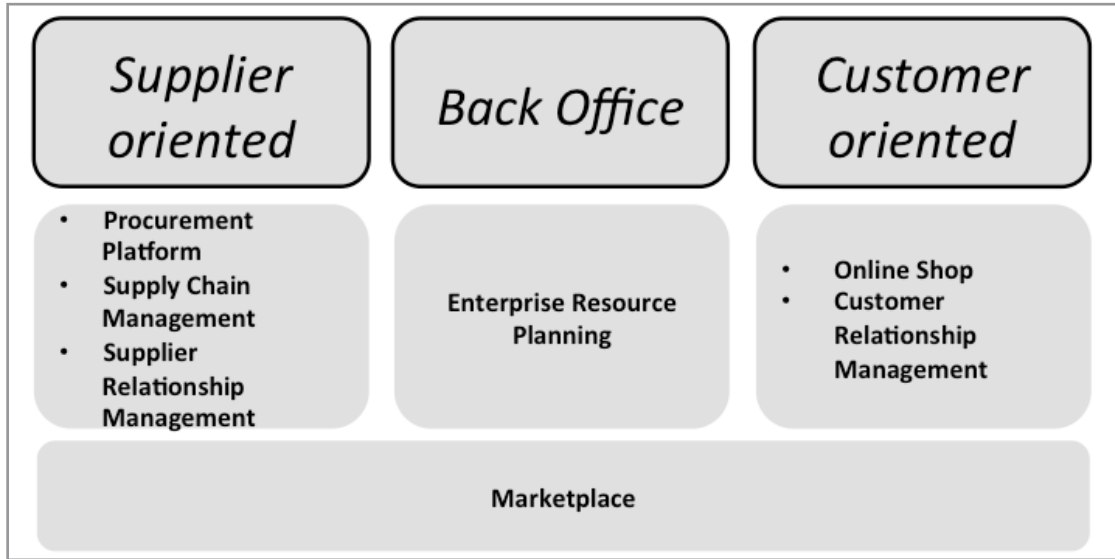 Supplier
oriented
Back Office
Customer
oriented
• Procurement
Platform
• Supply Chain
Management
• Supplier
Relationship
Management
Enterprise Resource
Planning
• Online Shop
• Customer
Relationship
Management
Marketplace